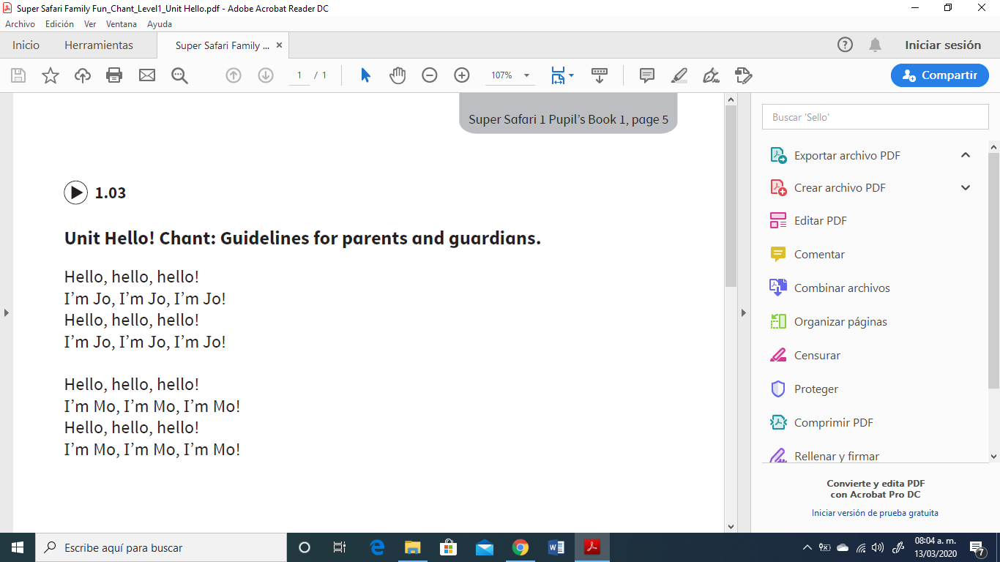 Super Safari Family Fun_Chant_Level1_Unit Hello.pdf - Adobe Acrobat Reader DC
Archivo Edición Ver Ventana Ayuda
Inicio Herramientas Super Safari Family ... × Iniciar sesión
1 / 1 107% Compartir
Super Safari 1 Pupil’s Book 1, page 5
1.03
Unit Hello! Chant: Guidelines for parents and guardians.
Hello, hello, hello!
I’m Jo, I’m Jo, I’m Jo!
Hello, hello, hello!
I’m Jo, I’m Jo, I’m Jo!
Hello, hello, hello!
I’m Mo, I’m Mo, I’m Mo!
Hello, hello, hello!
I’m Mo, I’m Mo, I’m Mo!
Buscar 'Sello'
Exportar archivo PDF
Crear archivo PDF
Editar PDF
Comentar
Combinar archivos
Organizar páginas
Censurar
Proteger
Comprimir PDF
Rellenar y firmar
Convierte y edita PDF
con Acrobat Pro DC
Iniciar versión de prueba gratuita
Escribe aquí para buscar
08:04 a. m.
13/03/2020
7